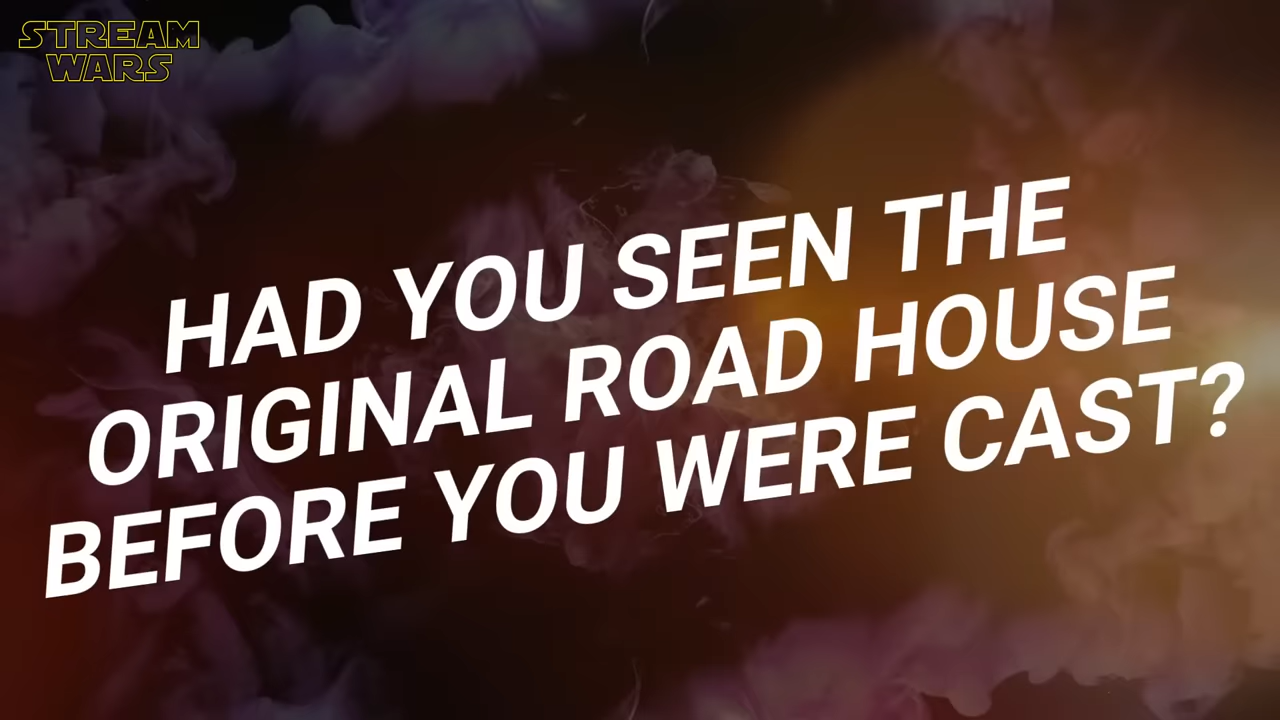 STREAM
WARS
HAD YOU SEEN THE
ORIGINAL ROAD HOUSE
BEFORE YOU WERE CAST?